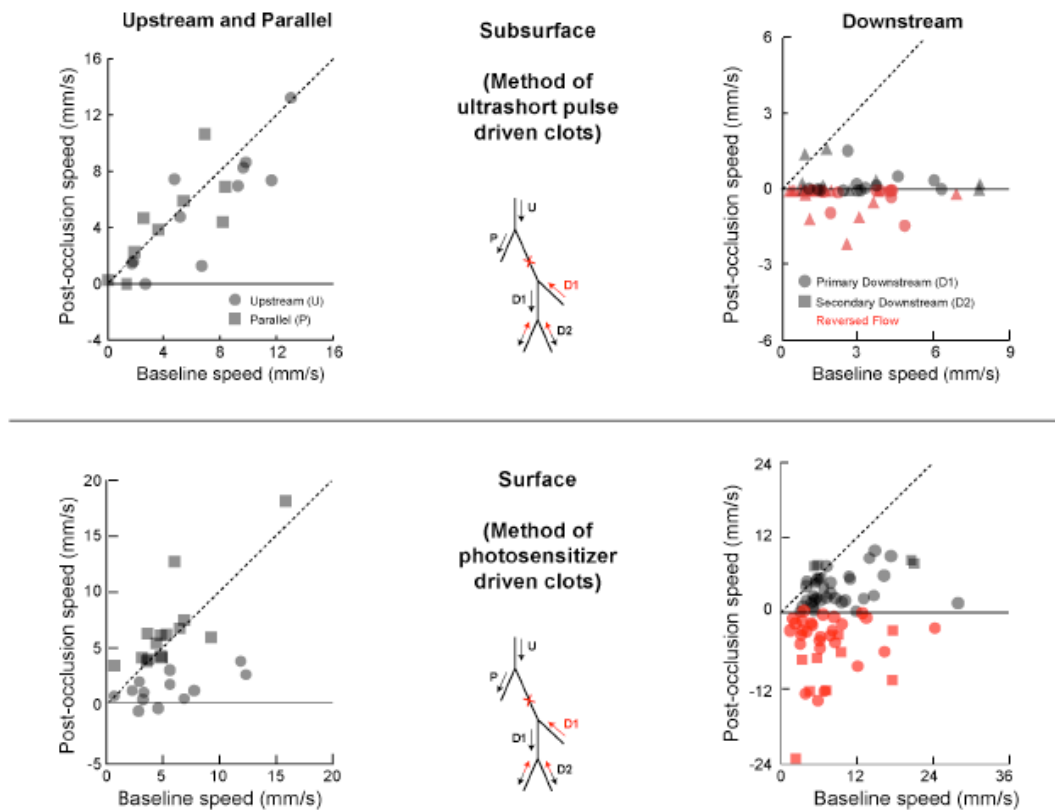 Upstream and Parallel
Post-occlusion speed (mm/s)
16
12
8
4
0
-4
0
4
8
12
16
Baseline speed (mm/s)
Upstream (U)
Parallel (P)
Subsurface
(Method of
ultrashort pulse
driven clots)
U
P
D1
D1
D2
Downstream
Post-occlusion speed (mm/s)
6
3
0
-3
-6
0
3
6
9
Baseline speed (mm/s)
Primary Downstream (D1)
Secondary Downstream (D2)
Reversed Flow
Post-occlusion speed (mm/s)
20
15
10
5
0
-5
0
5
10
15
20
Baseline speed (mm/s)
Surface
(Method of
photosensitizer
driven clots)
U
P
D1
D1
D2
Post-occlusion speed (mm/s)
24
12
0
-12
-24
0
12
24
36
Baseline speed (mm/s)